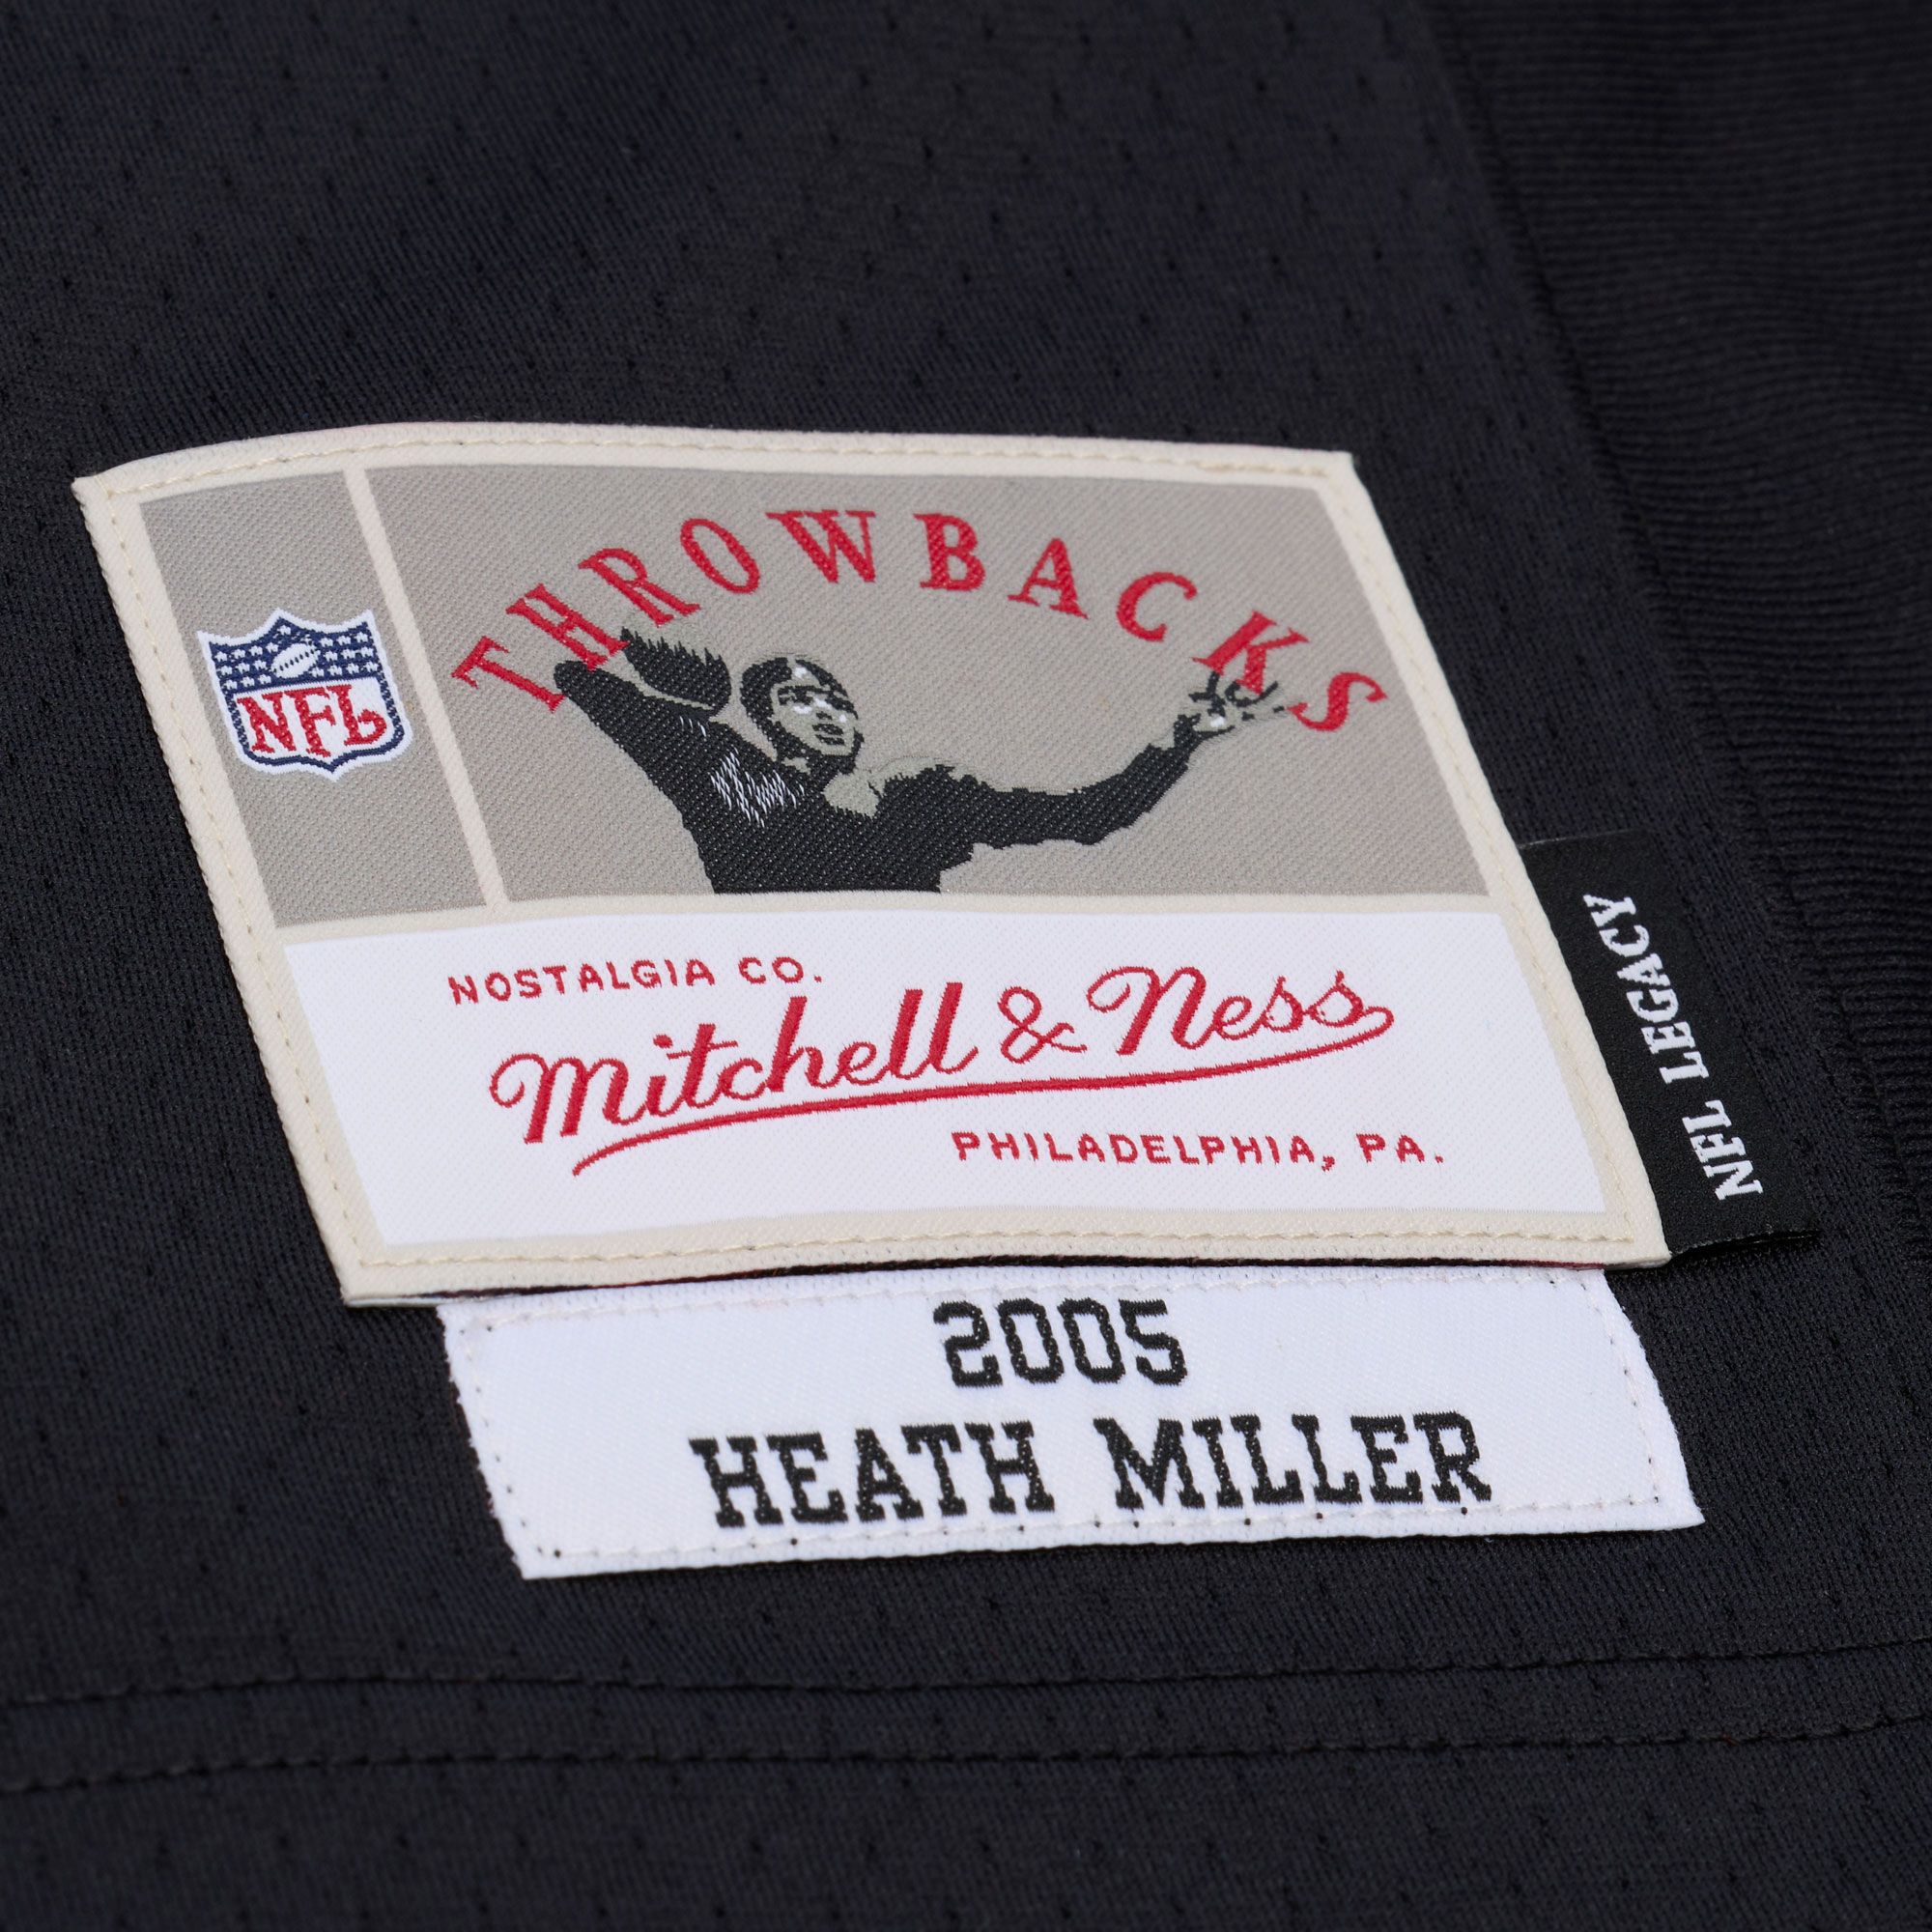 THROWBACKS
NFL
NOSTALGIA CO.
Mitchell & Ness
PHILADELPHIA, PA.
NFL LEGACY
2005
HEATH MILLER